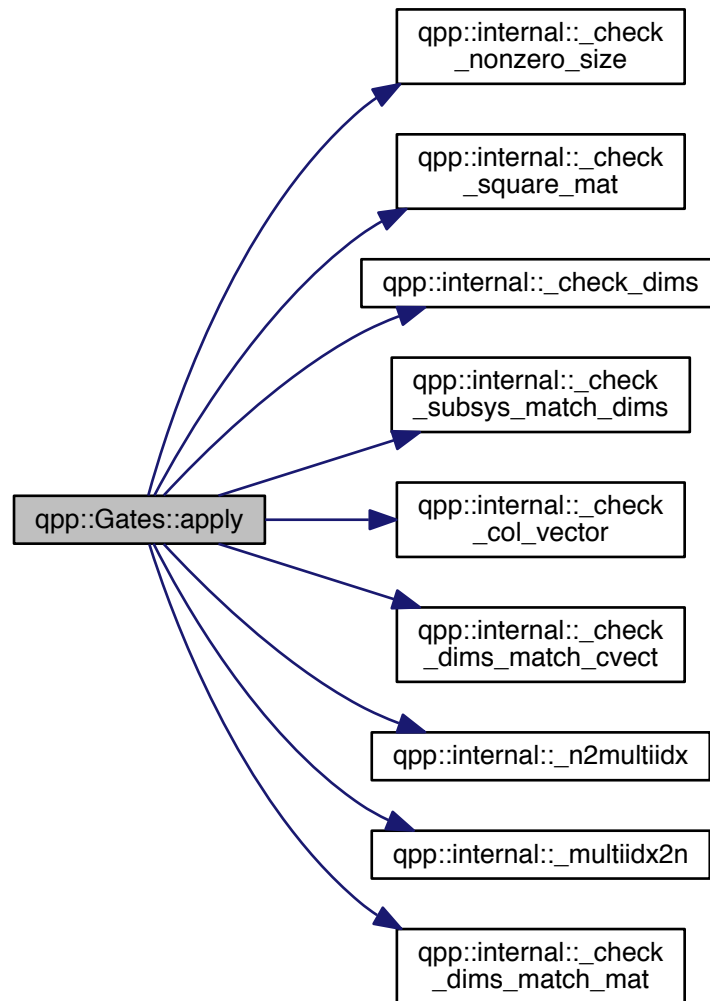 qpp::internal::_check
_nonzero_size
qpp::internal::_check
_square_mat
qpp::internal::_check_dims
qpp::internal::_check
_subsys_match_dims
qpp::Gates::apply
qpp::internal::_check
_col_vector
qpp::internal::_check
_dims_match_cvect
qpp::internal::_n2multiidx
qpp::internal::_multiidx2n
qpp::internal::_check
_dims_match_mat